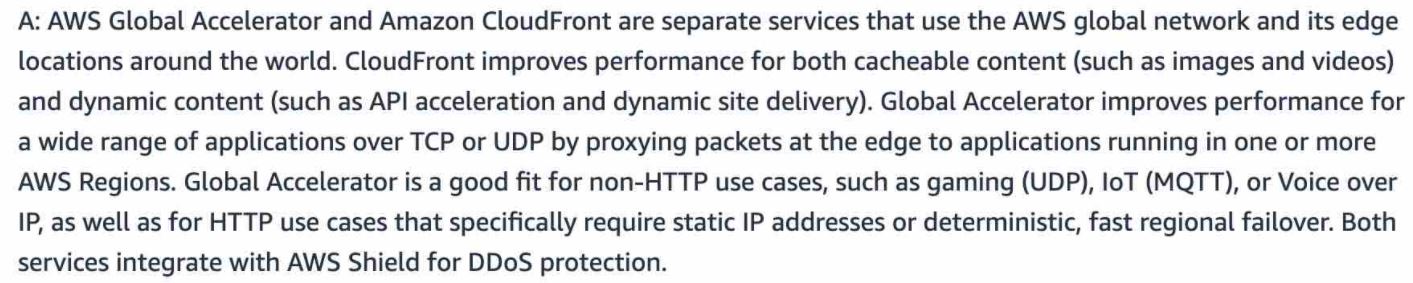 A: AWS Global Accelerator and Amazon CloudFront are separate services that use the AWS global network and its edge
locations around the world. CloudFront improves performance for both cacheable content (such as images and videos)
and dynamic content (such as API acceleration and dynamic site delivery). Global Accelerator improves performance for
a wide range of applications over TCP or UDP by proxying packets at the edge to applications running in one or more
AWS Regions. Global Accelerator is a good fit for non-HTTP use cases, such as gaming (UDP), IoT (MQTT), or Voice over
IP, as well as for HTTP use cases that specifically require static IP addresses or deterministic, fast regional failover. Both
services integrate with AWS Shield for DDoS protection.